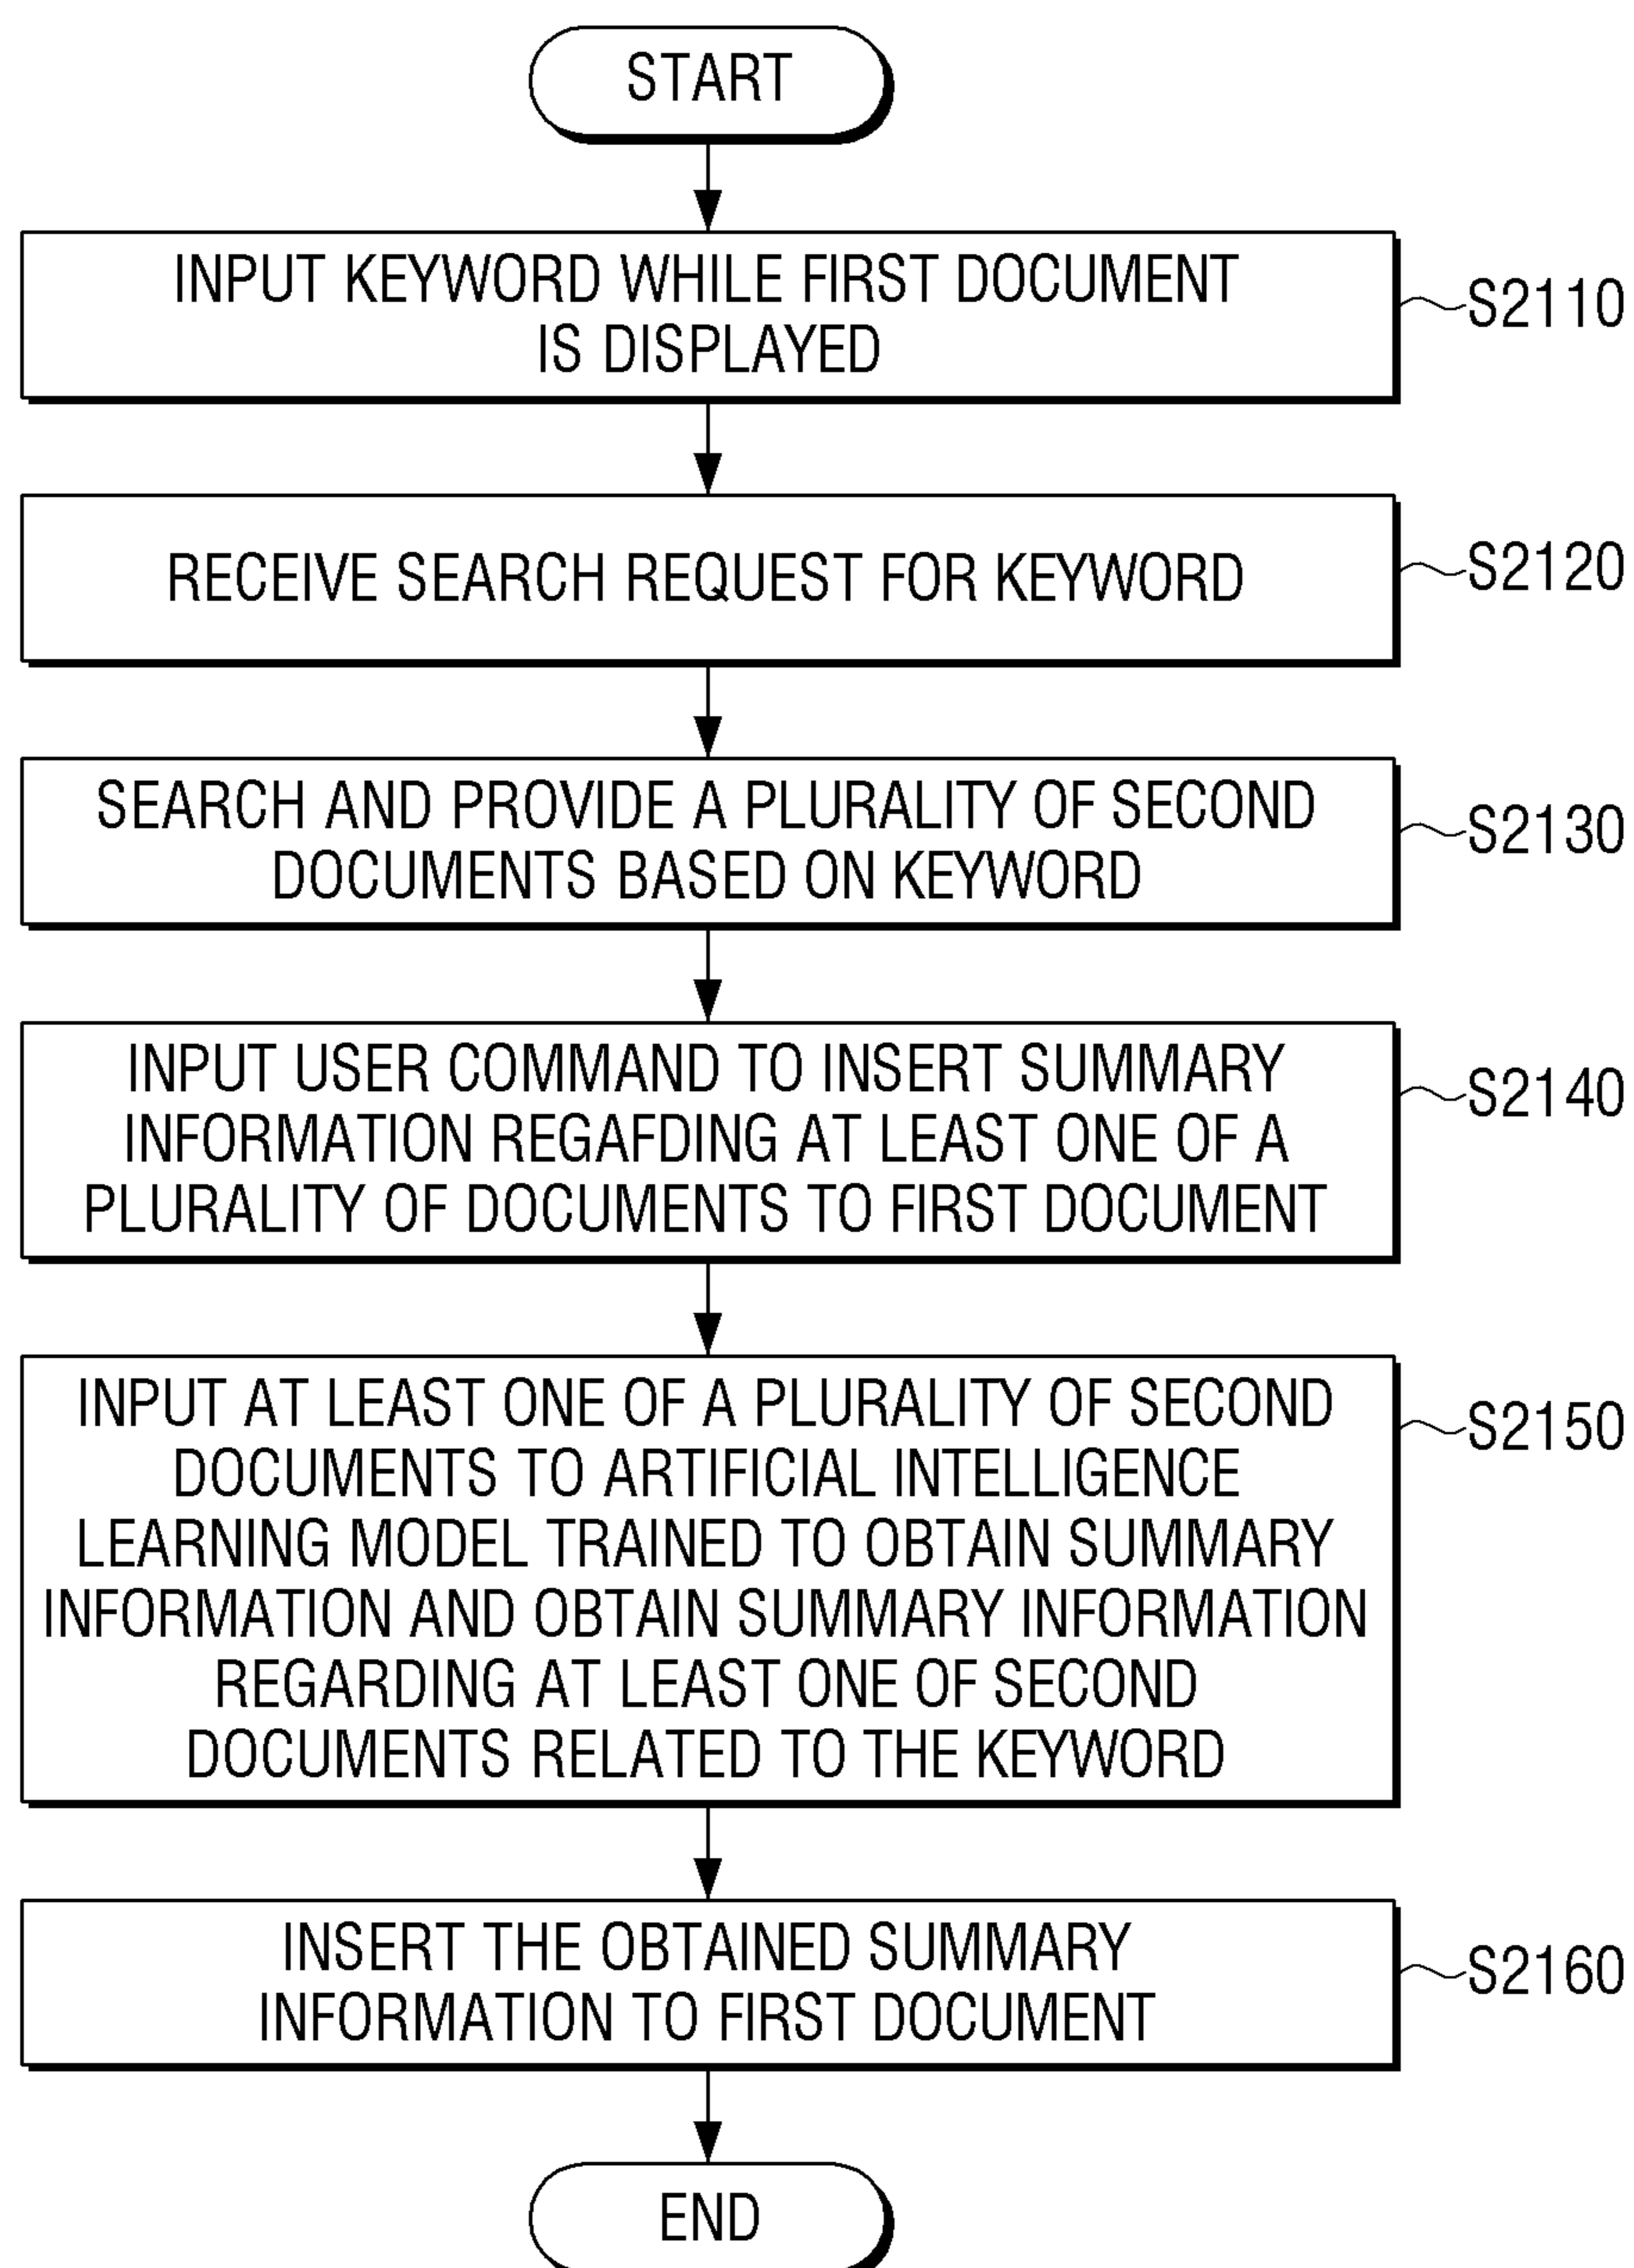 START
INPUT KEYWORD WHILE FIRST DOCUMENT
IS DISPLAYED
S2110
RECEIVE SEARCH REQUEST FOR KEYWORD
S2120
SEARCH AND PROVIDE A PLURALITY OF SECOND
DOCUMENTS BASED ON KEYWORD
S2130
INPUT USER COMMAND TO INSERT SUMMARY
INFORMATION REGAFDING AT LEAST ONE OF A
PLURALITY OF DOCUMENTS TO FIRST DOCUMENT
S2140
INPUT AT LEAST ONE OF A PLURALITY OF SECOND
DOCUMENTS TO ARTIFICIAL INTELLIGENCE
LEARNING MODEL TRAINED TO OBTAIN SUMMARY
INFORMATION AND OBTAIN SUMMARY INFORMATION
REGARDING AT LEAST ONE OF SECOND
DOCUMENTS RELATED TO THE KEYWORD
S2150
INSERT THE OBTAINED SUMMARY
INFORMATION TO FIRST DOCUMENT
S2160
END